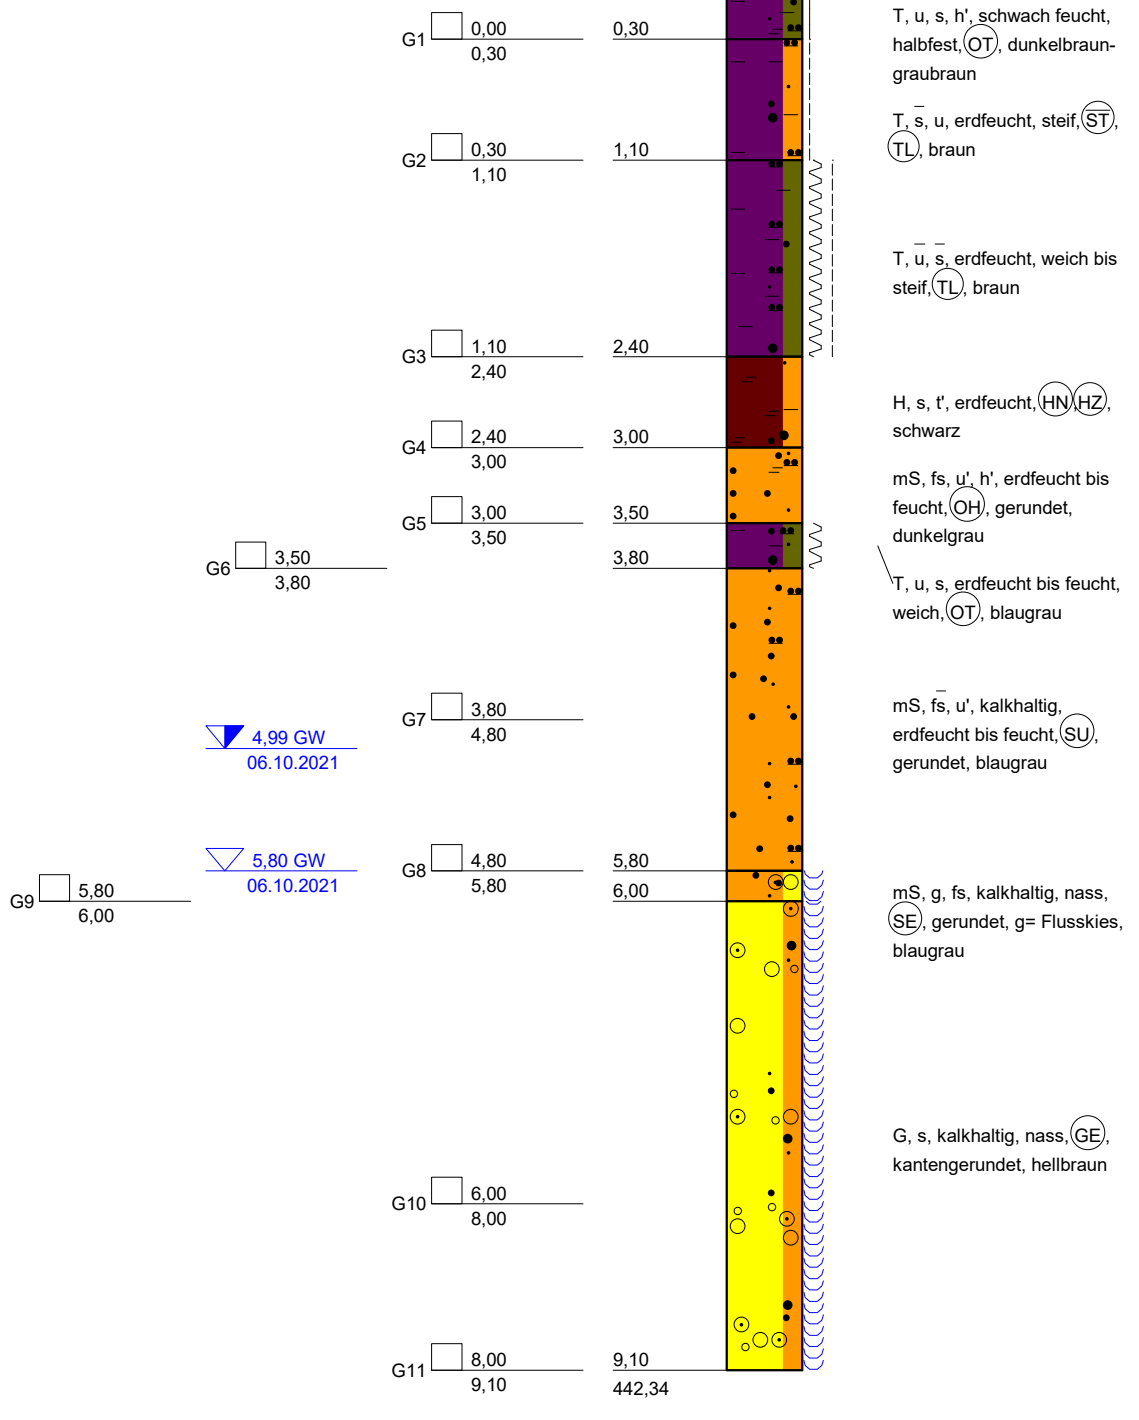 G1
0,00
0,30
0,30
T, u, s, h', schwach feucht,
halbfest, OT, dunkelbraun-
graubraun
T, s̅, u, erdfeucht, steif, S̅T̅,
TL, braun
G2
0,30
1,10
1,10
T, u̅, s̅, erdfeucht, weich bis
steif, TL, braun
G3
1,10
2,40
2,40
H, s, t', erdfeucht, HN, HZ,
schwarz
G4
2,40
3,00
3,00
mS, fs, u', h', erdfeucht bis
feucht, OH, gerundet,
dunkelgrau
G5
3,00
3,50
3,50
G6
3,50
3,80
3,80
T, u, s, erdfeucht bis feucht,
weich, OT, blaugrau
G7
3,80
4,80
mS, f̅s̅, u', kalkhaltig,
erdfeucht bis feucht, SU,
gerundet, blaugrau
4,99 GW
06.10.2021
5,80 GW
06.10.2021
G8
4,80
5,80
5,80
G9
5,80
6,00
6,00
mS, g, fs, kalkhaltig, nass,
SE, gerundet, g= Flusskies,
blaugrau
G, s, kalkhaltig, nass, GE,
kantengerundet, hellbraun
G10
6,00
8,00
G11
8,00
9,10
9,10
442,34